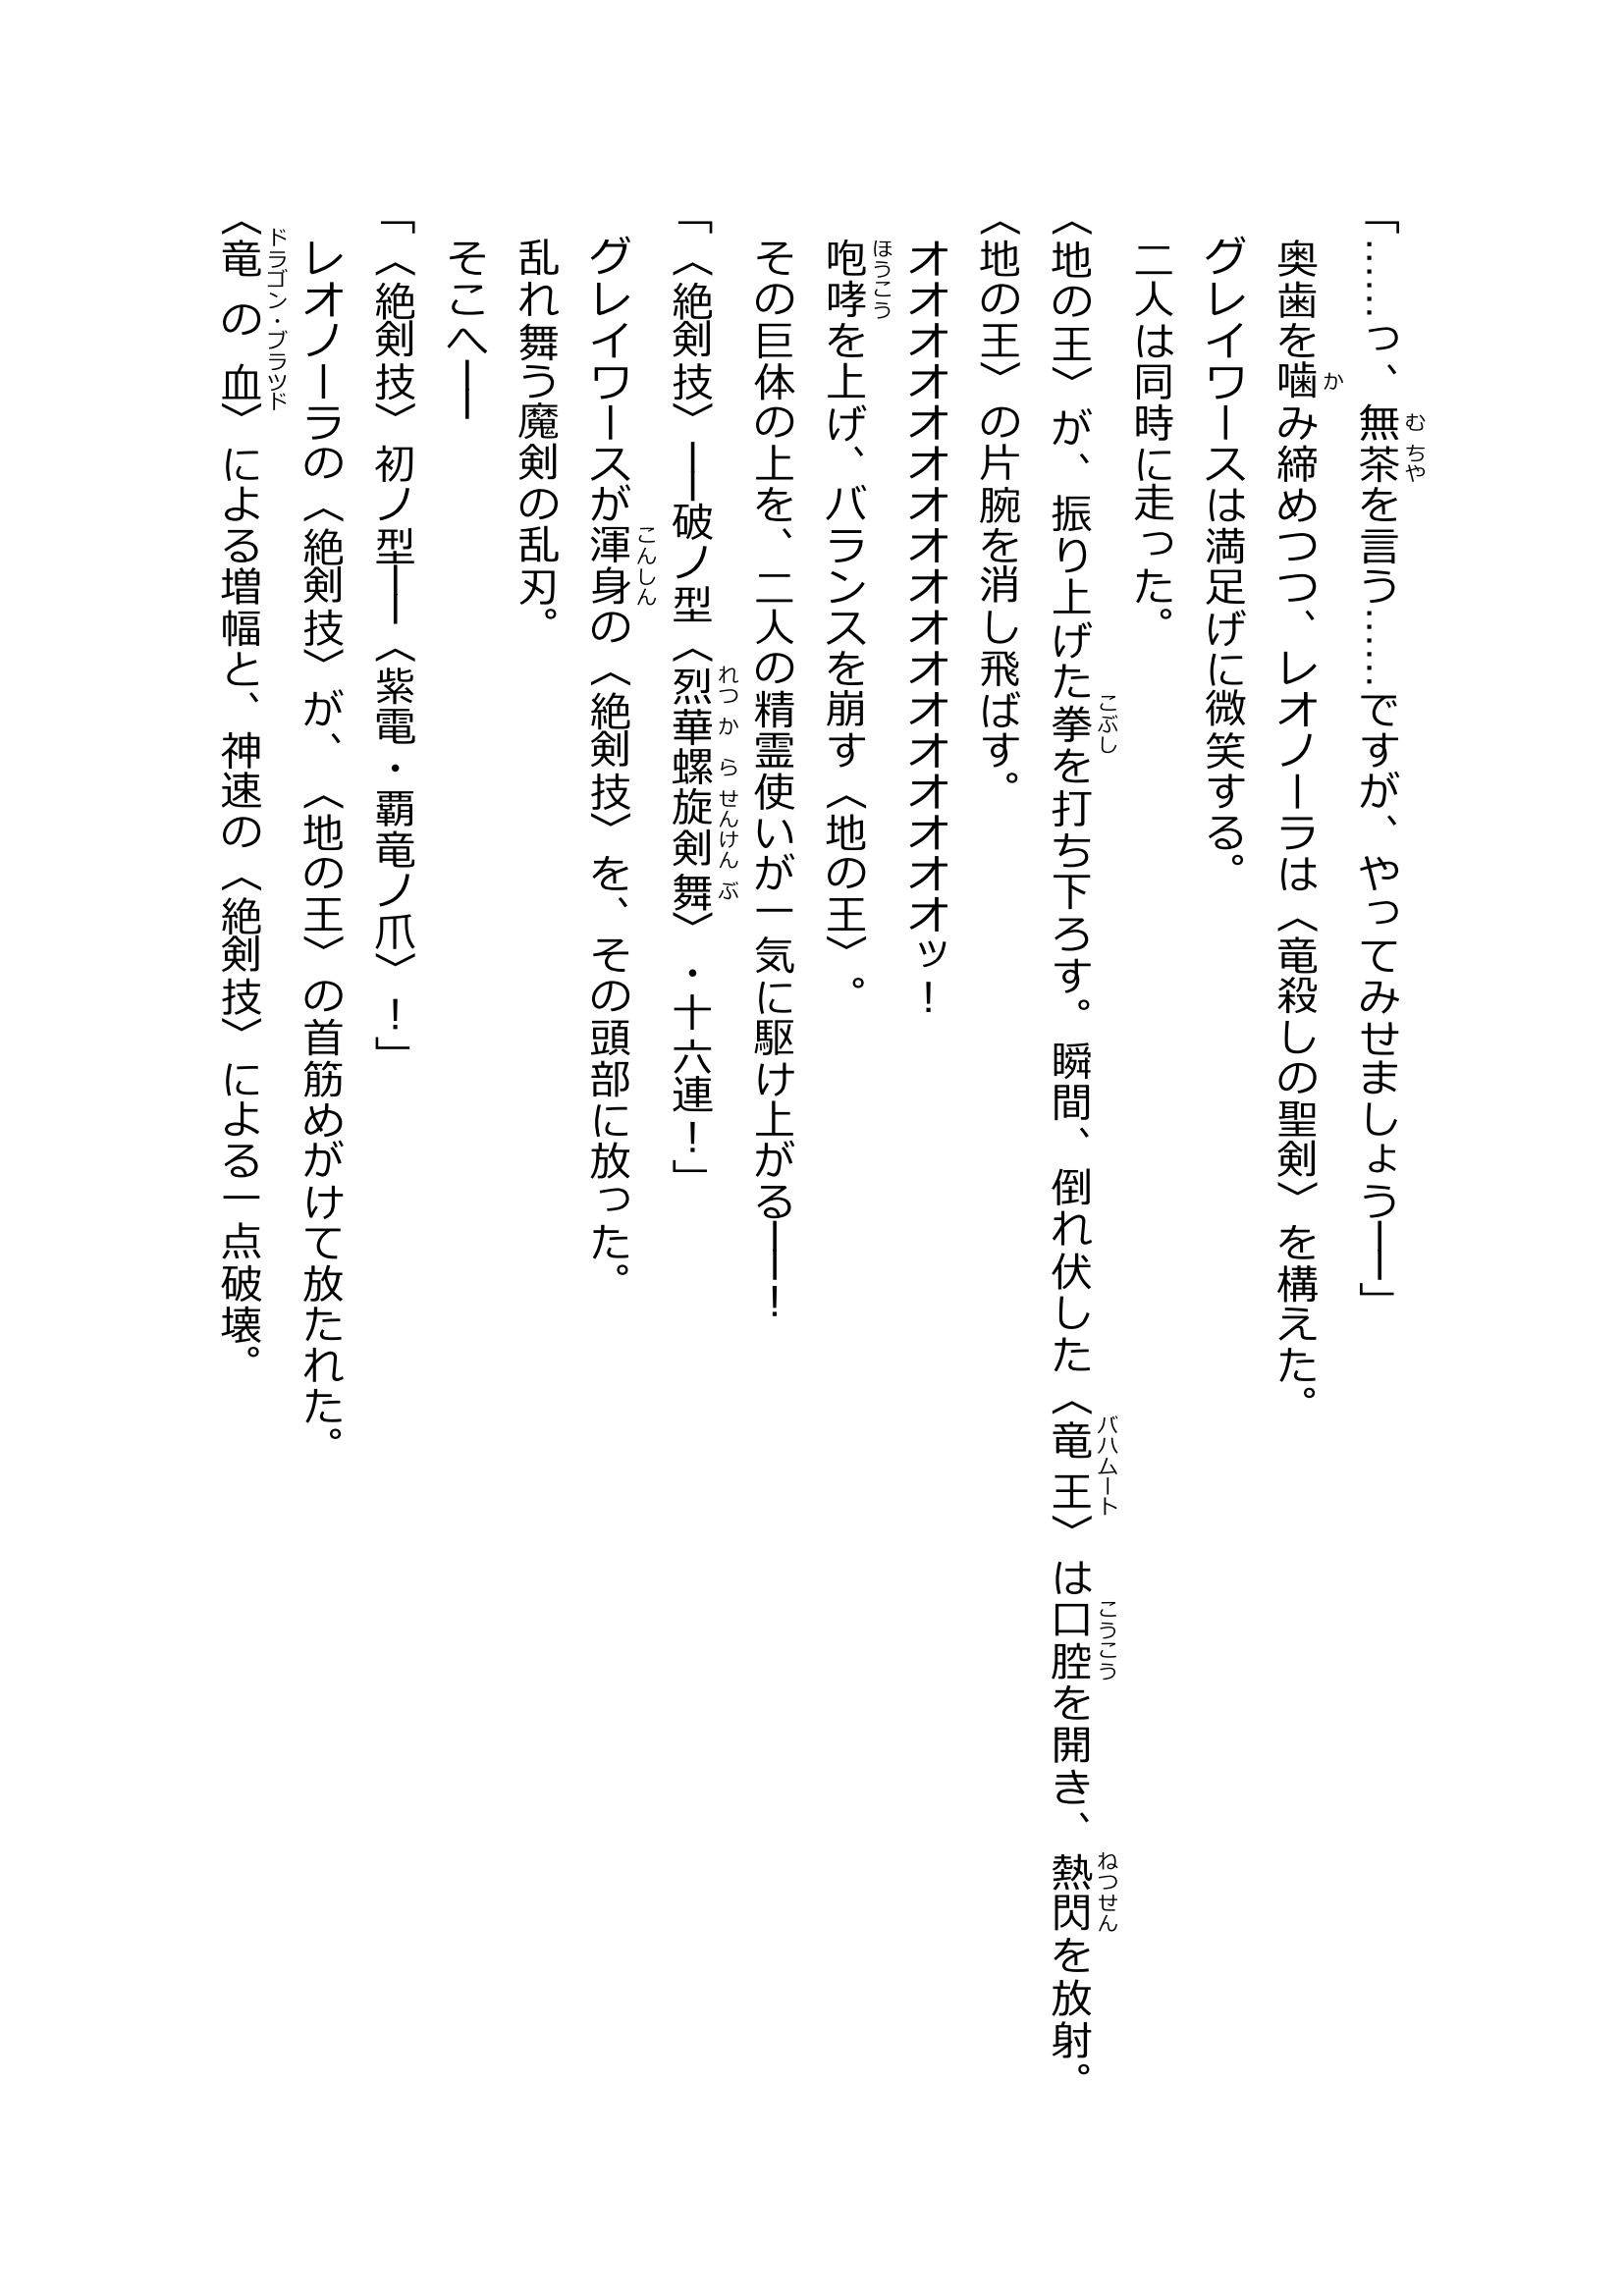 「……っ、無茶を言う……ですが、やってみせましょう――」
奥歯を噛み締めつつ、レオノーラは〈竜殺しの聖剣〉を構えた。
グレイワースは満足げに微笑する。
二人は同時に走った。
〈地の王〉が、振り上げた拳を打ち下ろす。瞬間、倒れ伏した〈竜王〉は口腔を開き、熱閃を放射。
〈地の王〉の片腕を消し飛ばす。
オオオオオオオオオオオオオオオオオッ！
咆哮を上げ、バランスを崩す〈地の王〉。
その巨体の上を、二人の精霊使いが一気に駆け上がる――！
「〈絶剣技〉――破ノ型〈烈華螺旋剣舞〉・十六連！」
グレイワースが渾身の〈絶剣技〉を、その頭部に放った。
乱れ舞う魔剣の乱刃。
そこへ――
「〈絶剣技〉初ノ型――〈紫電・覇竜ノ爪〉！」
レオノーラの〈絶剣技〉が、〈地の王〉の首筋めがけて放たれた。
〈竜の血〉による増幅と、神速の〈絶剣技〉による一点破壊。